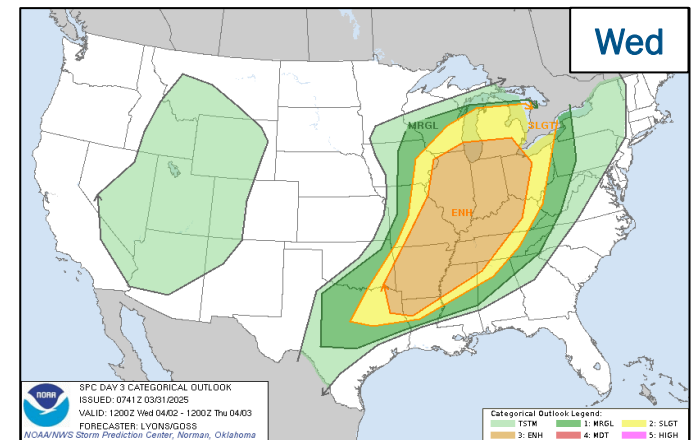 Wed
MRGL
SLGT
ENH
NOAA
SPC DAY 3 CATEGORICAL OUTLOOK
ISSUED: 0741Z 03/31/2025
VALID: 1200Z Wed 04/02 - 1200Z Thu 04/03
FORECASTER: LYONS/GOSS
NOAA/NWS Storm Prediction Center, Norman, Oklahoma
Categorical Outlook Legend:
TSTM 1: MRGL 2: SLGT
3: ENH 4: MDT 5: HIGH